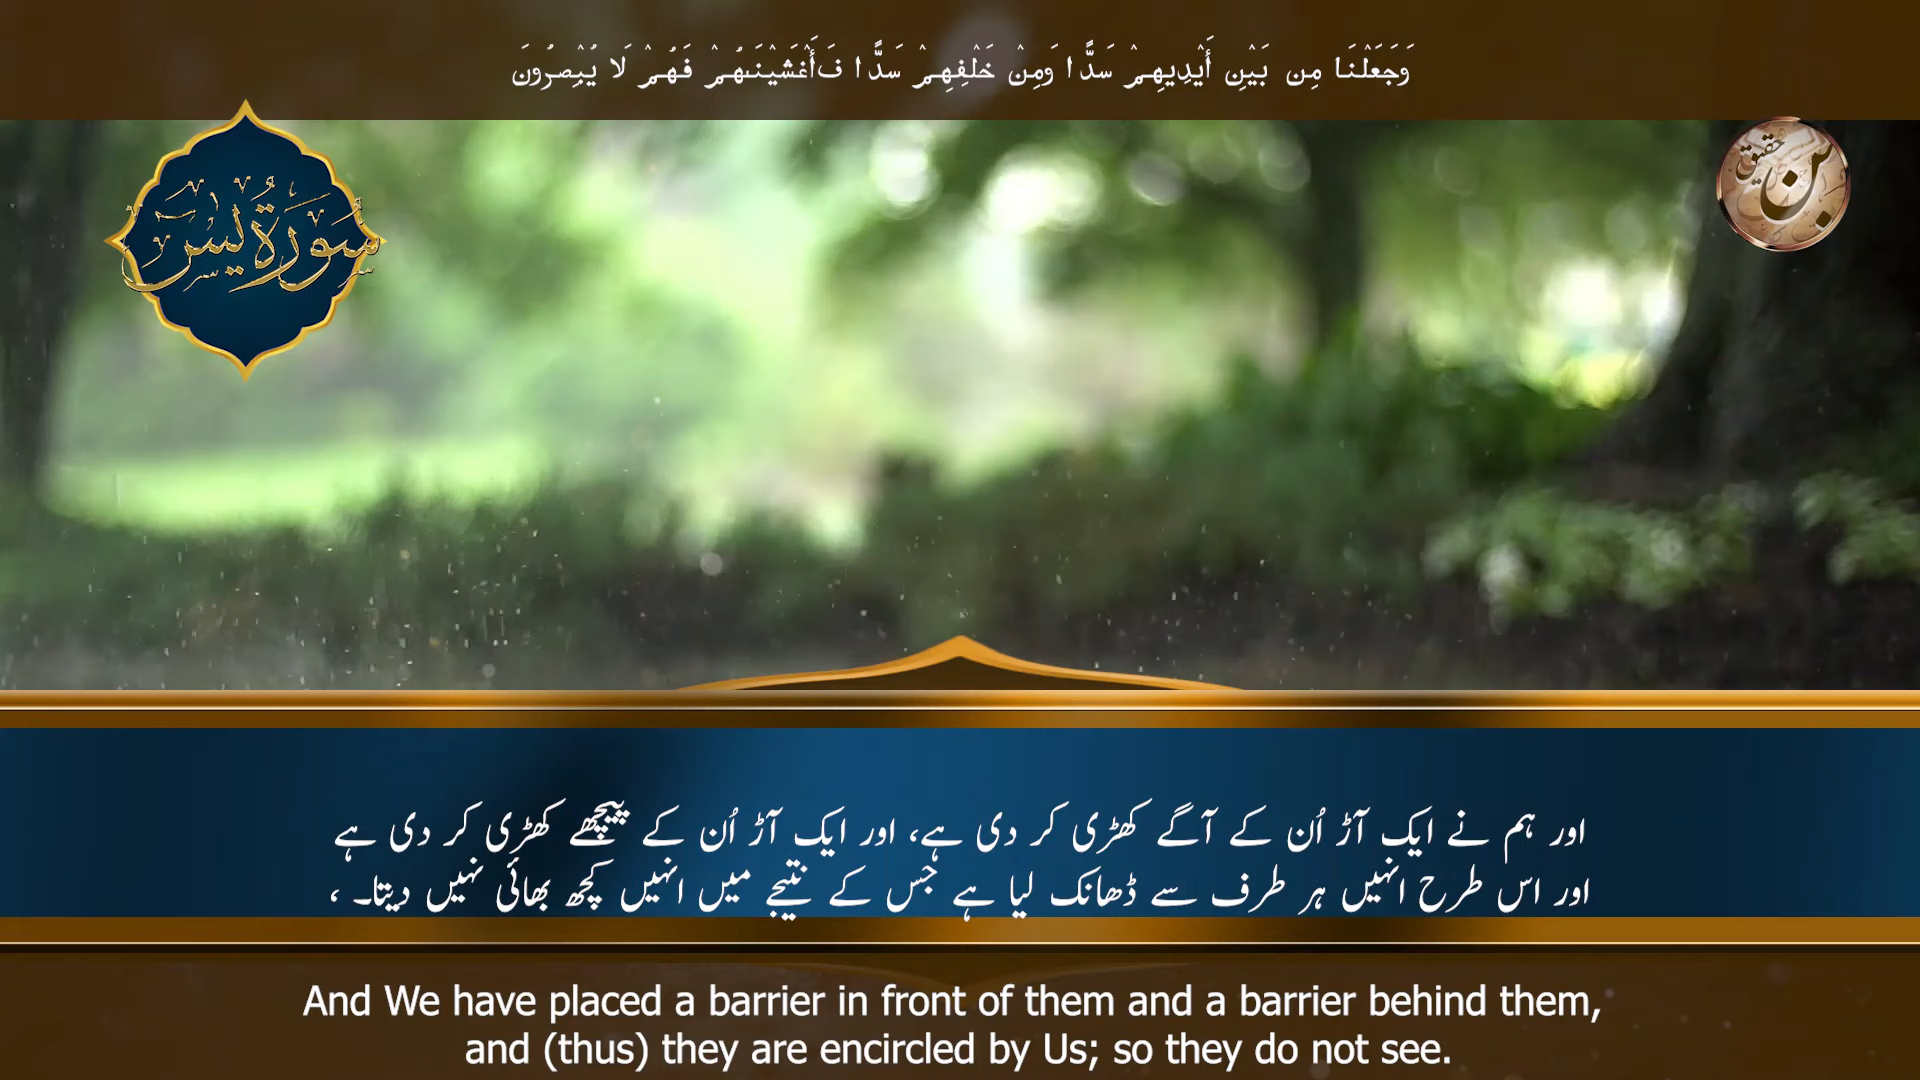 وَجَعَلْنَا مِن بَيْنِ أَيْدِيهِمْ سَدًّا وَمِنْ خَلْفِهِمْ سَدًّا فَأَغْشَيْنَٰهُمْ فَهُمْ لَا يُبْصِرُونَ
سُورَةُ يٰسٓ
بن حقیق
اور ہم نے ایک آڑ اُن کے آگے کھڑی کر دی ہے، اور ایک آڑ اُن کے پیچھے کھڑی کر دی ہے
اور اس طرح انہیں ہر طرف سے ڈھانک لیا ہے جس کے نتیجے میں انہیں کچھ بھائی نہیں دیتا۔ ،
And We have placed a barrier in front of them and a barrier behind them,
and (thus) they are encircled by Us; so they do not see.